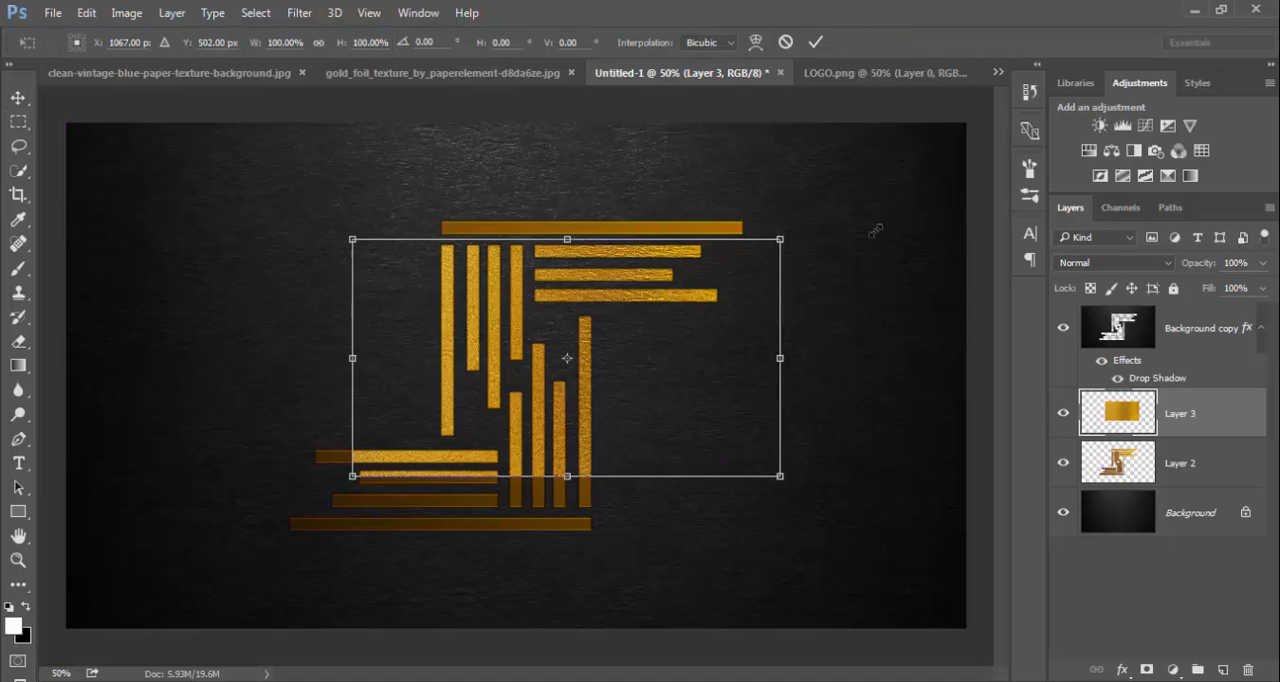 Ps File Edit Image Layer Type Select Filter 3D View Window Help
X: 1067.00 px Y: 502.00 px W: 100.00% H: 100.00% 0.00 ° H: 0.00 ° V: 0.00 ° Interpolation: Bicubic Essentials
clean-vintage-blue-paper-texture-background.jpg × gold_foil_texture_by_paperelement-d8da6ze.jpg × Untitled-1 @ 50% (Layer 3, RGB/8) * × LOGO.png @ 50% (Layer 0, RGB...
Libraries Adjustments Styles
Add an adjustment
Layers Channels Paths
Kind
Normal Opacity: 100%
Lock: Fill: 100%
Background copy fx
Effects
Drop Shadow
Layer 3
Layer 2
Background
50% Doc: 5.93M/19.6M